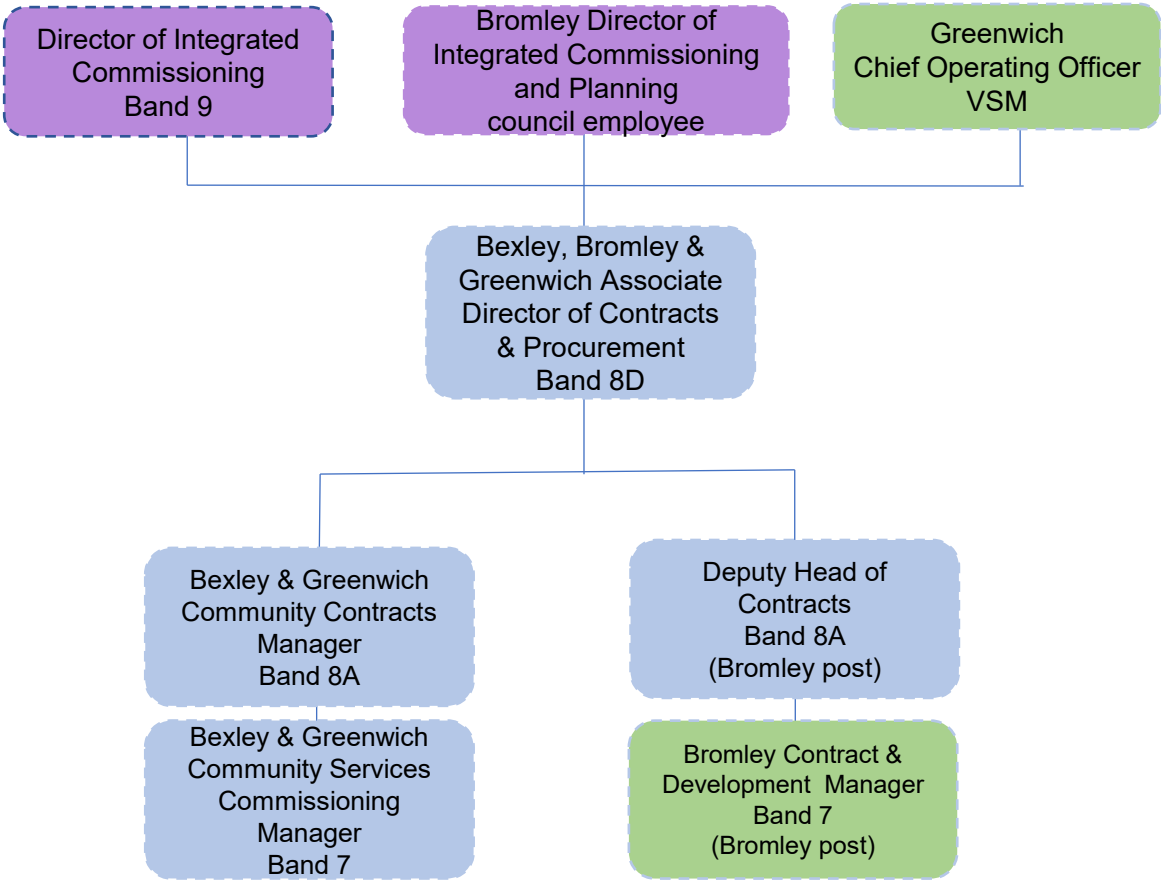 Director of Integrated
Commissioning
Band 9
Bromley Director of
Integrated Commissioning
and Planning
council employee
Greenwich
Chief Operating Officer
VSM
Bexley, Bromley &
Greenwich Associate
Director of Contracts
& Procurement
Band 8D
Bexley & Greenwich
Community Contracts
Manager
Band 8A
Deputy Head of
Contracts
Band 8A
(Bromley post)
Bexley & Greenwich
Community Services
Commissioning
Manager
Band 7
Bromley Contract &
Development  Manager
Band 7
(Bromley post)